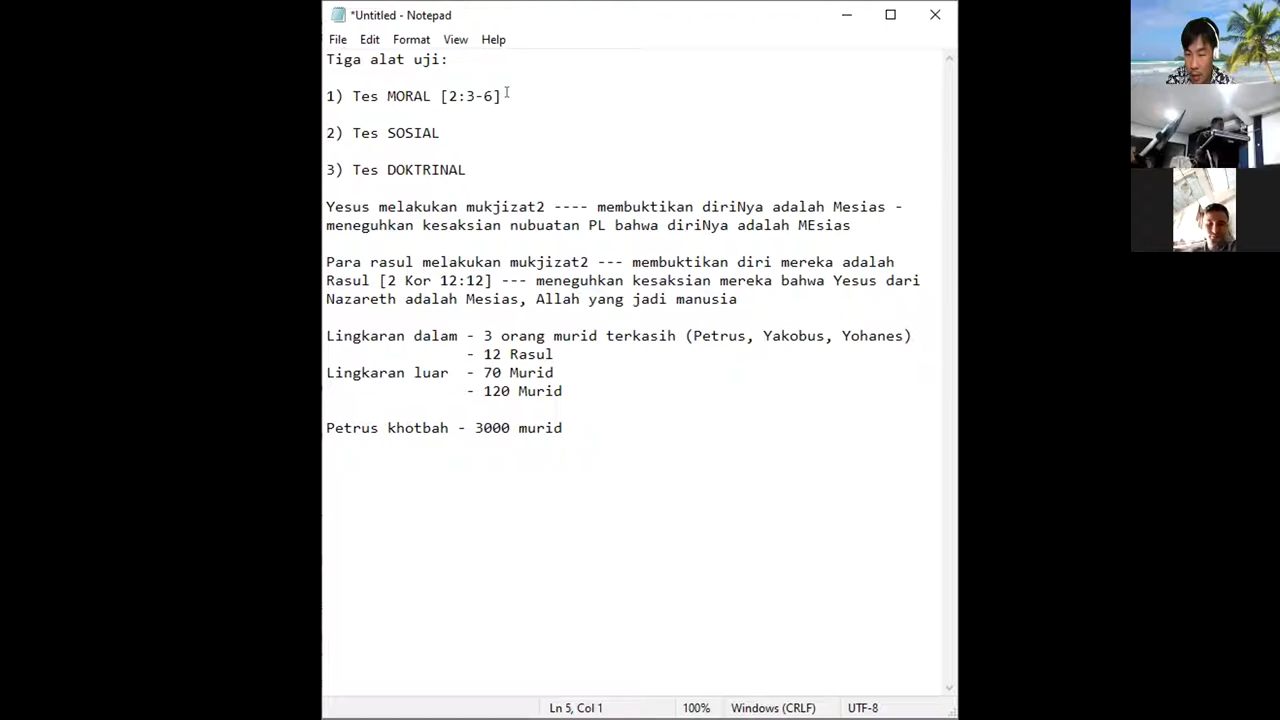 *Untitled - Notepad
File Edit Format View Help
Tiga alat uji:
1) Tes MORAL [2:3-6]
2) Tes SOSIAL
3) Tes DOKTRINAL
Yesus melakukan mukjizat2 ---- membuktikan diriNya adalah Mesias -
meneguhkan kesaksian nubuatan PL bahwa diriNya adalah MEsias
Para rasul melakukan mukjizat2 --- membuktikan diri mereka adalah
Rasul [2 Kor 12:12] --- meneguhkan kesaksian mereka bahwa Yesus dari
Nazareth adalah Mesias, Allah yang jadi manusia
Lingkaran dalam - 3 orang murid terkasih (Petrus, Yakobus, Yohanes)
- 12 Rasul
Lingkaran luar - 70 Murid
- 120 Murid
Petrus khotbah - 3000 murid
Ln 5, Col 1 100% Windows (CRLF) UTF-8